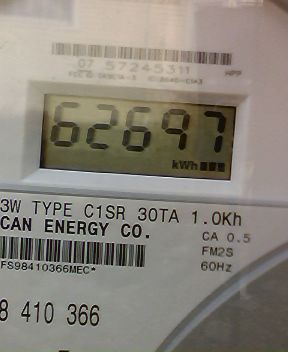 07 57245311
62697
kWh
3W TYPE C1SR 30TA 1.0Kh
CAN ENERGY CO.
CA 0.5
FM2S
60Hz
FS98410366MEC*
8 410 366